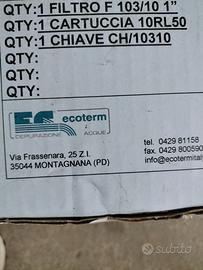 QTY:1 FILTRO F 103/10 1"
QTY:1 CARTUCCIA 10RL50
QTY:1 CHIAVE CH/10310
QTY:
QTY:
QTY:
ecoterm
DEPURAZIONE ACQUE
Via Frassenara, 25 Z.I.
35044 MONTAGNANA (PD)
tel. 0429 81158
fax 0429 800590
info@ecotermital
subito